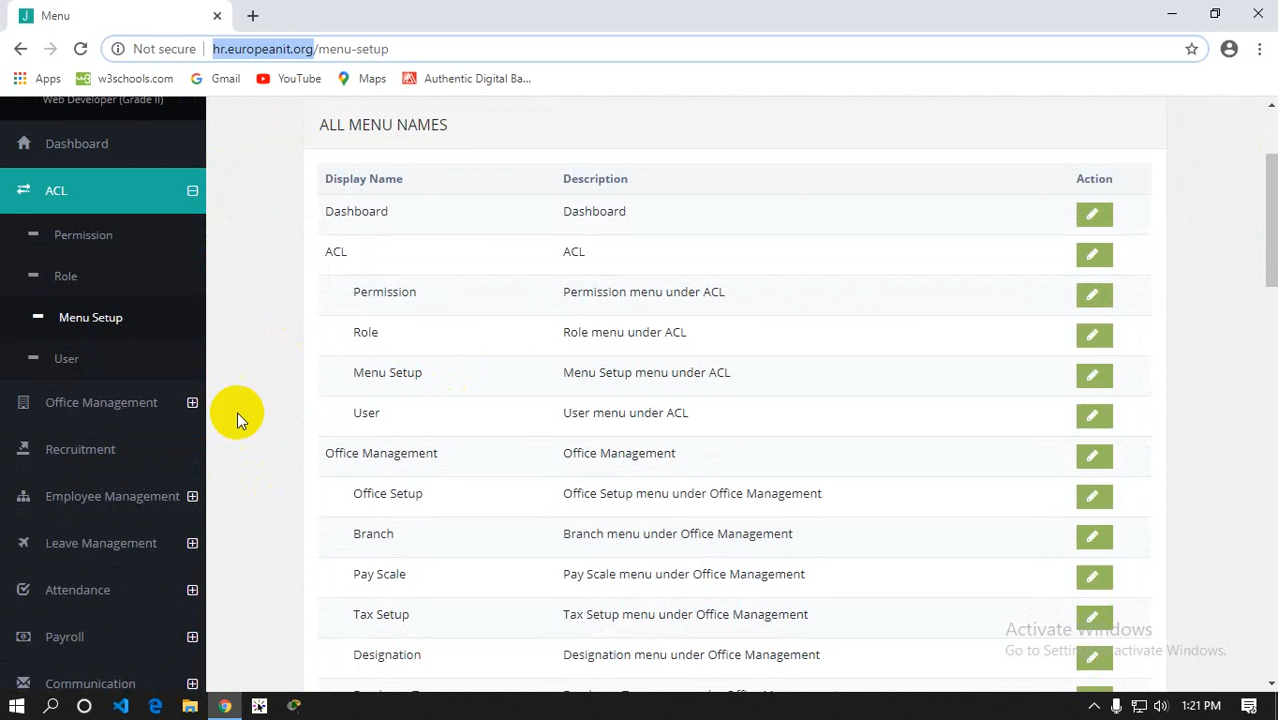 Menu
Not secure hr.europeanit.org/menu-setup
Apps w3schools.com Gmail YouTube Maps Authentic Digital Ba...
Web Developer (Grade II)
Dashboard
ACL
Permission
Role
Menu Setup
User
Office Management
Recruitment
Employee Management
Leave Management
Attendance
Payroll
Communication
ALL MENU NAMES
Display Name Description Action
Dashboard Dashboard
ACL ACL
Permission Permission menu under ACL
Role Role menu under ACL
Menu Setup Menu Setup menu under ACL
User User menu under ACL
Office Management Office Management
Office Setup Office Setup menu under Office Management
Branch Branch menu under Office Management
Pay Scale Pay Scale menu under Office Management
Tax Setup Tax Setup menu under Office Management
Designation Designation menu under Office Management
Activate Windows
Go to Settings to activate Windows.
1:21 PM